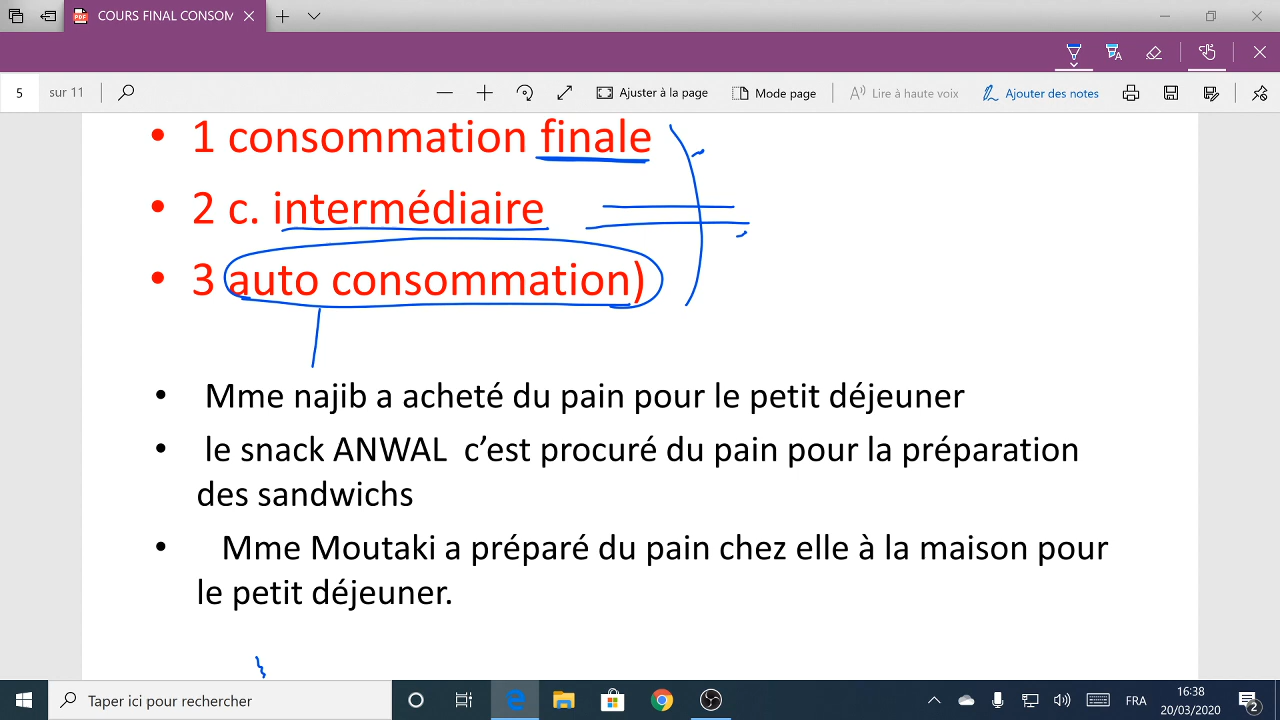 COURS FINAL CONSOM
5 sur 11 Ajuster à la page Mode page Lire à haute voix Ajouter des notes
• 1 consommation finale
• 2 c. intermédiaire
• 3 auto consommation)
• Mme najib a acheté du pain pour le petit déjeuner
• le snack ANWAL c’est procuré du pain pour la préparation
des sandwichs
• Mme Moutaki a préparé du pain chez elle à la maison pour
le petit déjeuner.
Taper ici pour rechercher
FRA
16:38
20/03/2020
2